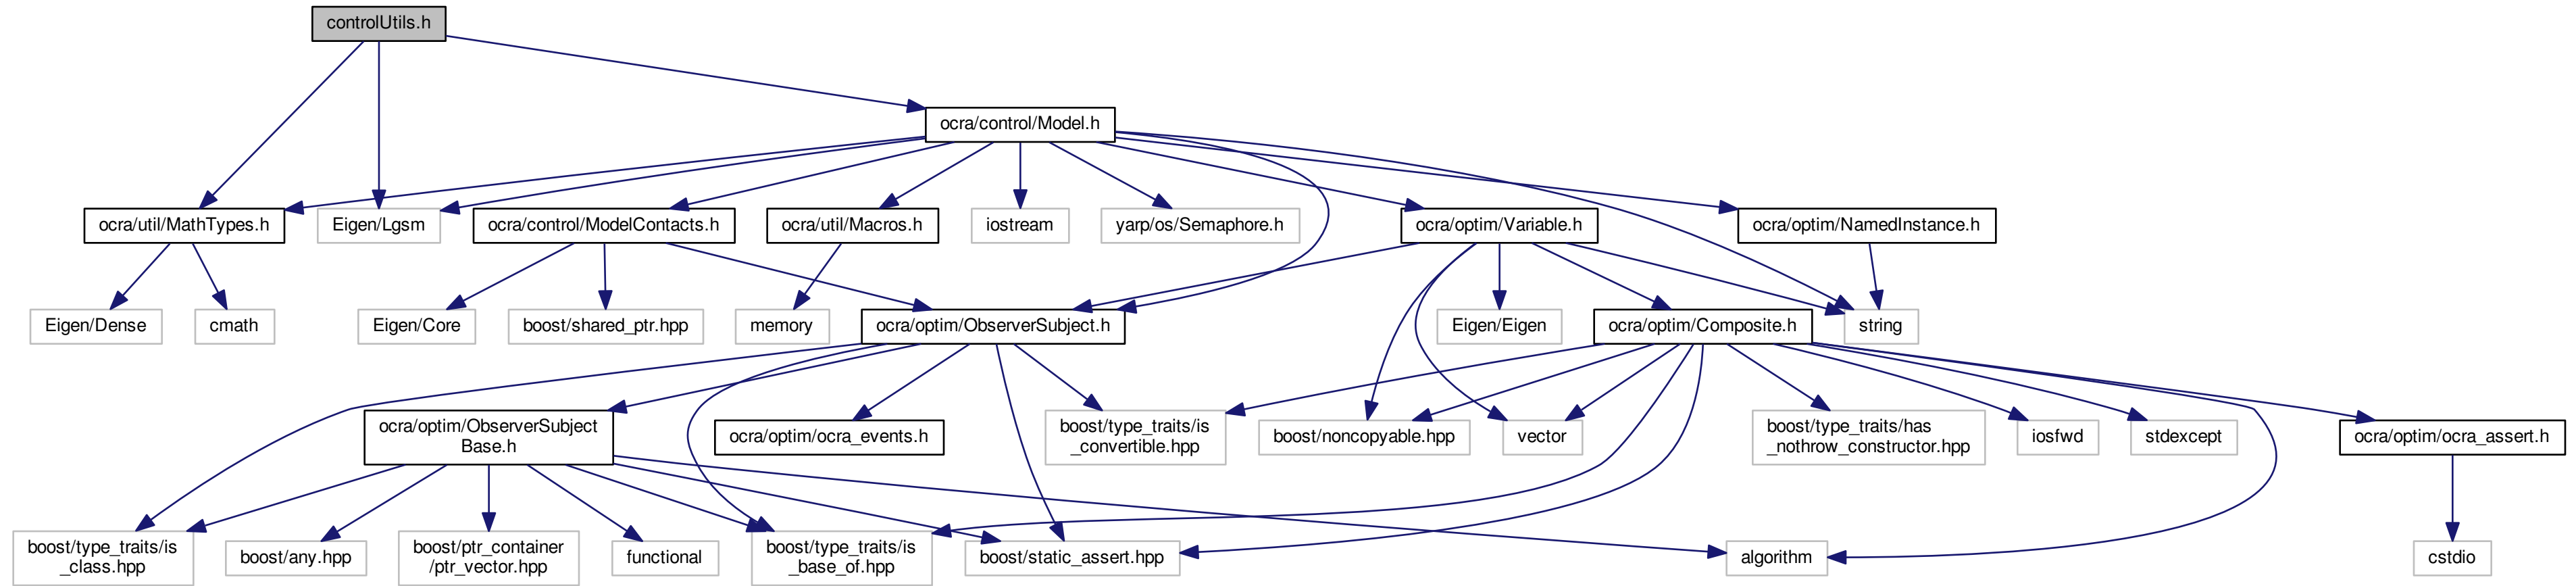 controlUtils.h
ocra/control/Model.h
ocra/util/MathTypes.h
Eigen/Lgsm
ocra/control/ModelContacts.h
ocra/util/Macros.h
iostream
yarp/os/Semaphore.h
ocra/optim/Variable.h
ocra/optim/NamedInstance.h
Eigen/Dense
cmath
Eigen/Core
boost/shared_ptr.hpp
memory
ocra/optim/ObserverSubject.h
Eigen/Eigen
ocra/optim/Composite.h
string
ocra/optim/ObserverSubject
Base.h
ocra/optim/ocra_events.h
boost/type_traits/is
_convertible.hpp
boost/noncopyable.hpp
vector
boost/type_traits/has
_nothrow_constructor.hpp
iosfwd
stdexcept
ocra/optim/ocra_assert.h
boost/type_traits/is
_class.hpp
boost/any.hpp
boost/ptr_container
/ptr_vector.hpp
functional
boost/type_traits/is
_base_of.hpp
boost/static_assert.hpp
algorithm
cstdio